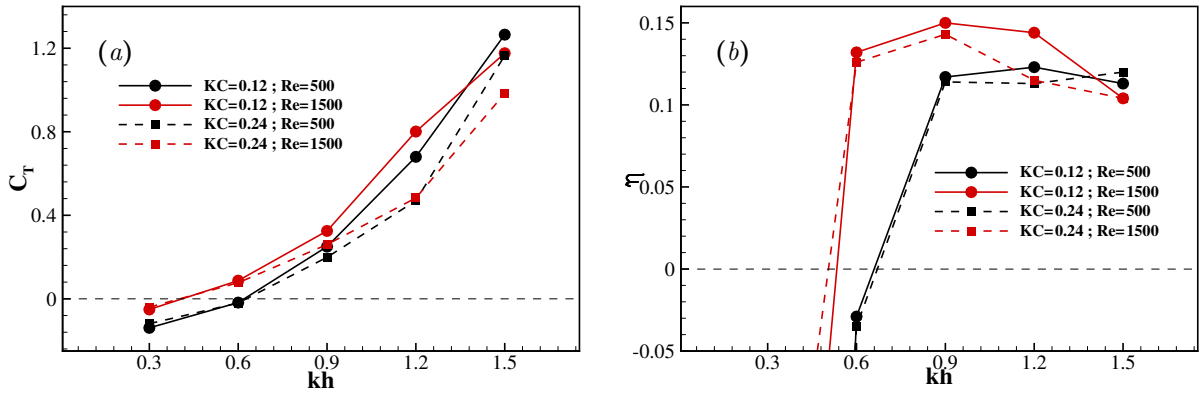 (a)
KC=0.12 ; Re=500
KC=0.12 ; Re=1500
KC=0.24 ; Re=500
KC=0.24 ; Re=1500
C_T
1.2
0.8
0.4
0
0.3 0.6 0.9 1.2 1.5
kh
(b)
KC=0.12 ; Re=500
KC=0.12 ; Re=1500
KC=0.24 ; Re=500
KC=0.24 ; Re=1500
η
0.15
0.1
0.05
0
-0.05
0.3 0.6 0.9 1.2 1.5
kh